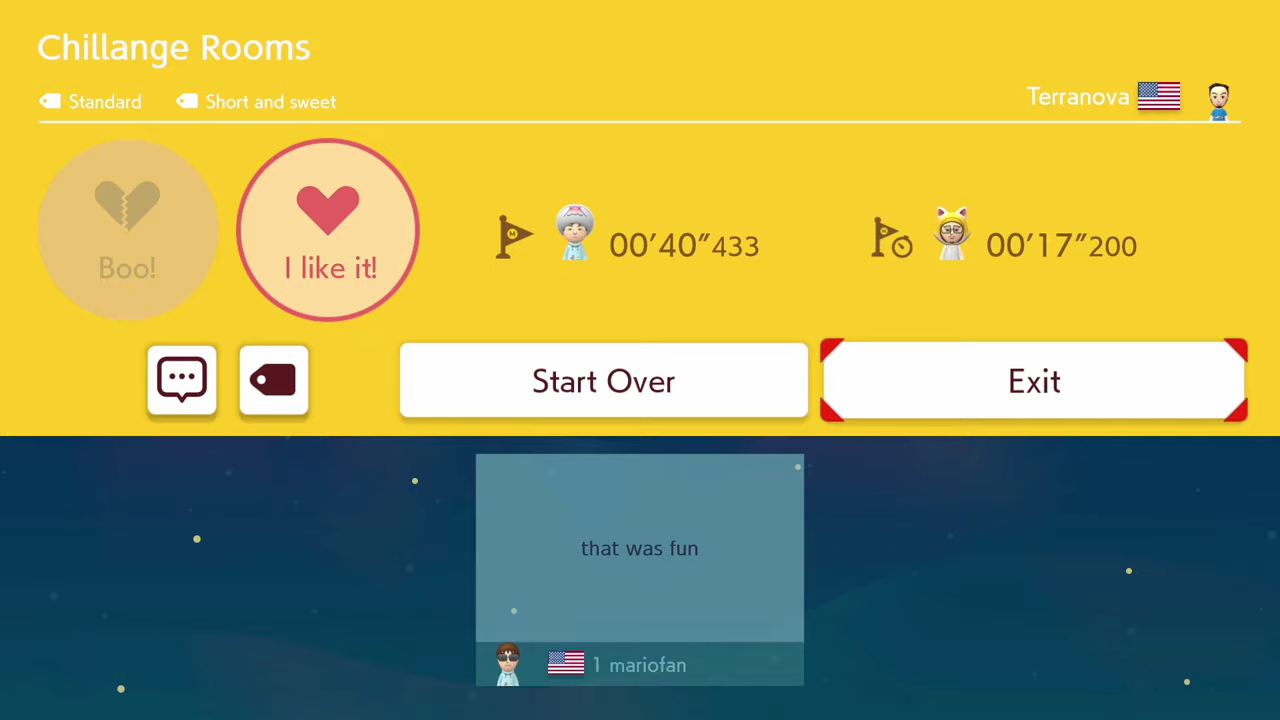 Chillange Rooms
Standard
Short and sweet
Terranova
Boo!
I like it!
M
00'40"433
M
00'17"200
Start Over
Exit
that was fun
1 mariofan